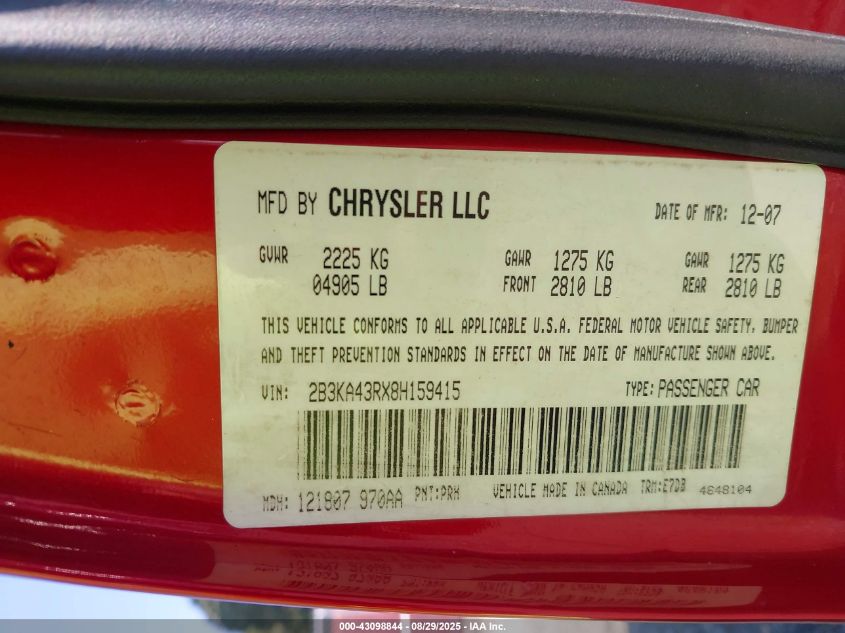 MFD BY CHRYSLER LLC DATE OF MFR: 12-07
GVWR 2225 KG GAWR 1275 KG GAWR 1275 KG
04905 LB FRONT 2810 LB REAR 2810 LB
THIS VEHICLE CONFORMS TO ALL APPLICABLE U.S.A. FEDERAL MOTOR VEHICLE SAFETY, BUMPER
AND THEFT PREVENTION STANDARDS IN EFFECT ON THE DATE OF MANUFACTURE SHOWN ABOVE.
VIN: 2B3KA43RX8H159415 TYPE: PASSENGER CAR
MDH: 121807 970AA PNT:PRH VEHICLE MADE IN CANADA TRM:E7DB 4648104
000-43098844 - 08/29/2025 - IAA Inc.